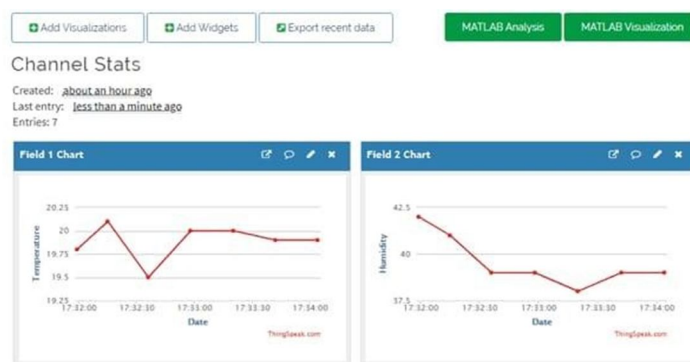 Add Visualizations Add Widgets Export recent data MATLAB Analysis MATLAB Visualization
Channel Stats
Created: about an hour ago
Last entry: less than a minute ago
Entries: 7
Field 1 Chart
20.25
20
19.75
19.5
19.25
Temperature
17:32:00 17:32:30 17:33:00 17:33:30 17:34:00
Date
ThingSpeak.com
Field 2 Chart
42.5
40
37.5
Humidity
17:32:00 17:32:30 17:33:00 17:33:30 17:34:00
Date
ThingSpeak.com